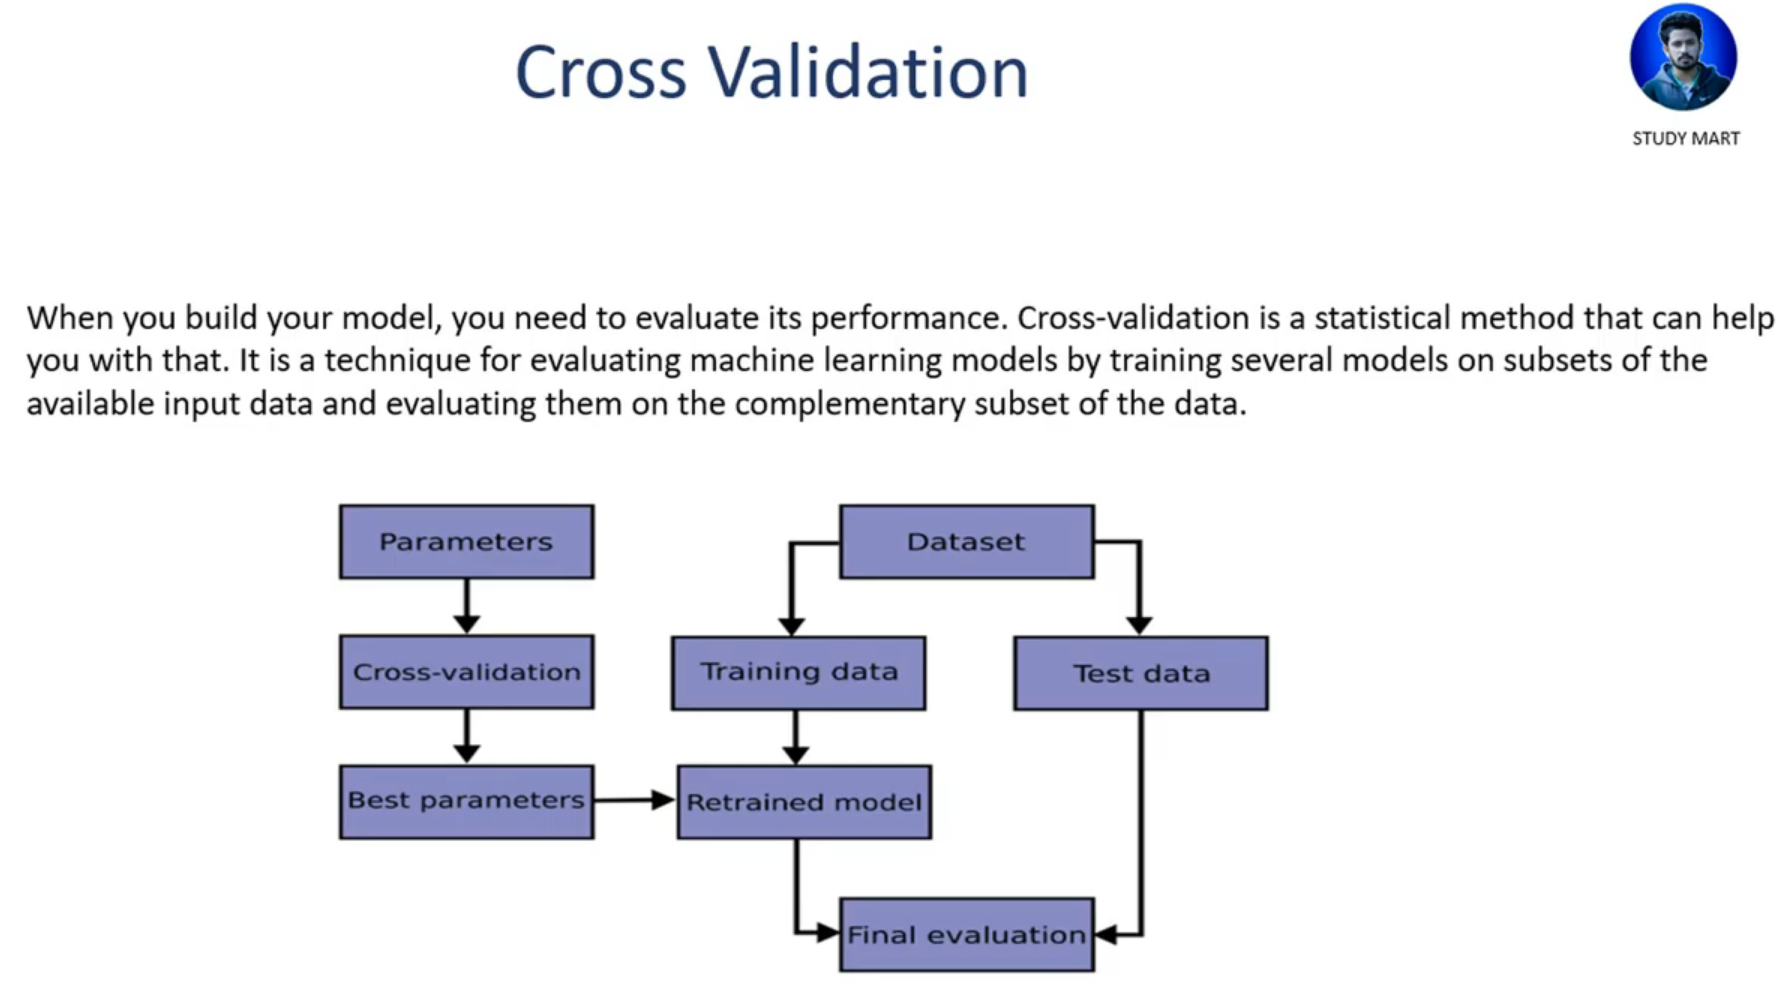 Cross Validation
STUDY MART
When you build your model, you need to evaluate its performance. Cross-validation is a statistical method that can help
you with that. It is a technique for evaluating machine learning models by training several models on subsets of the
available input data and evaluating them on the complementary subset of the data.
Parameters
Dataset
Cross-validation
Training data
Test data
Best parameters
Retrained model
Final evaluation